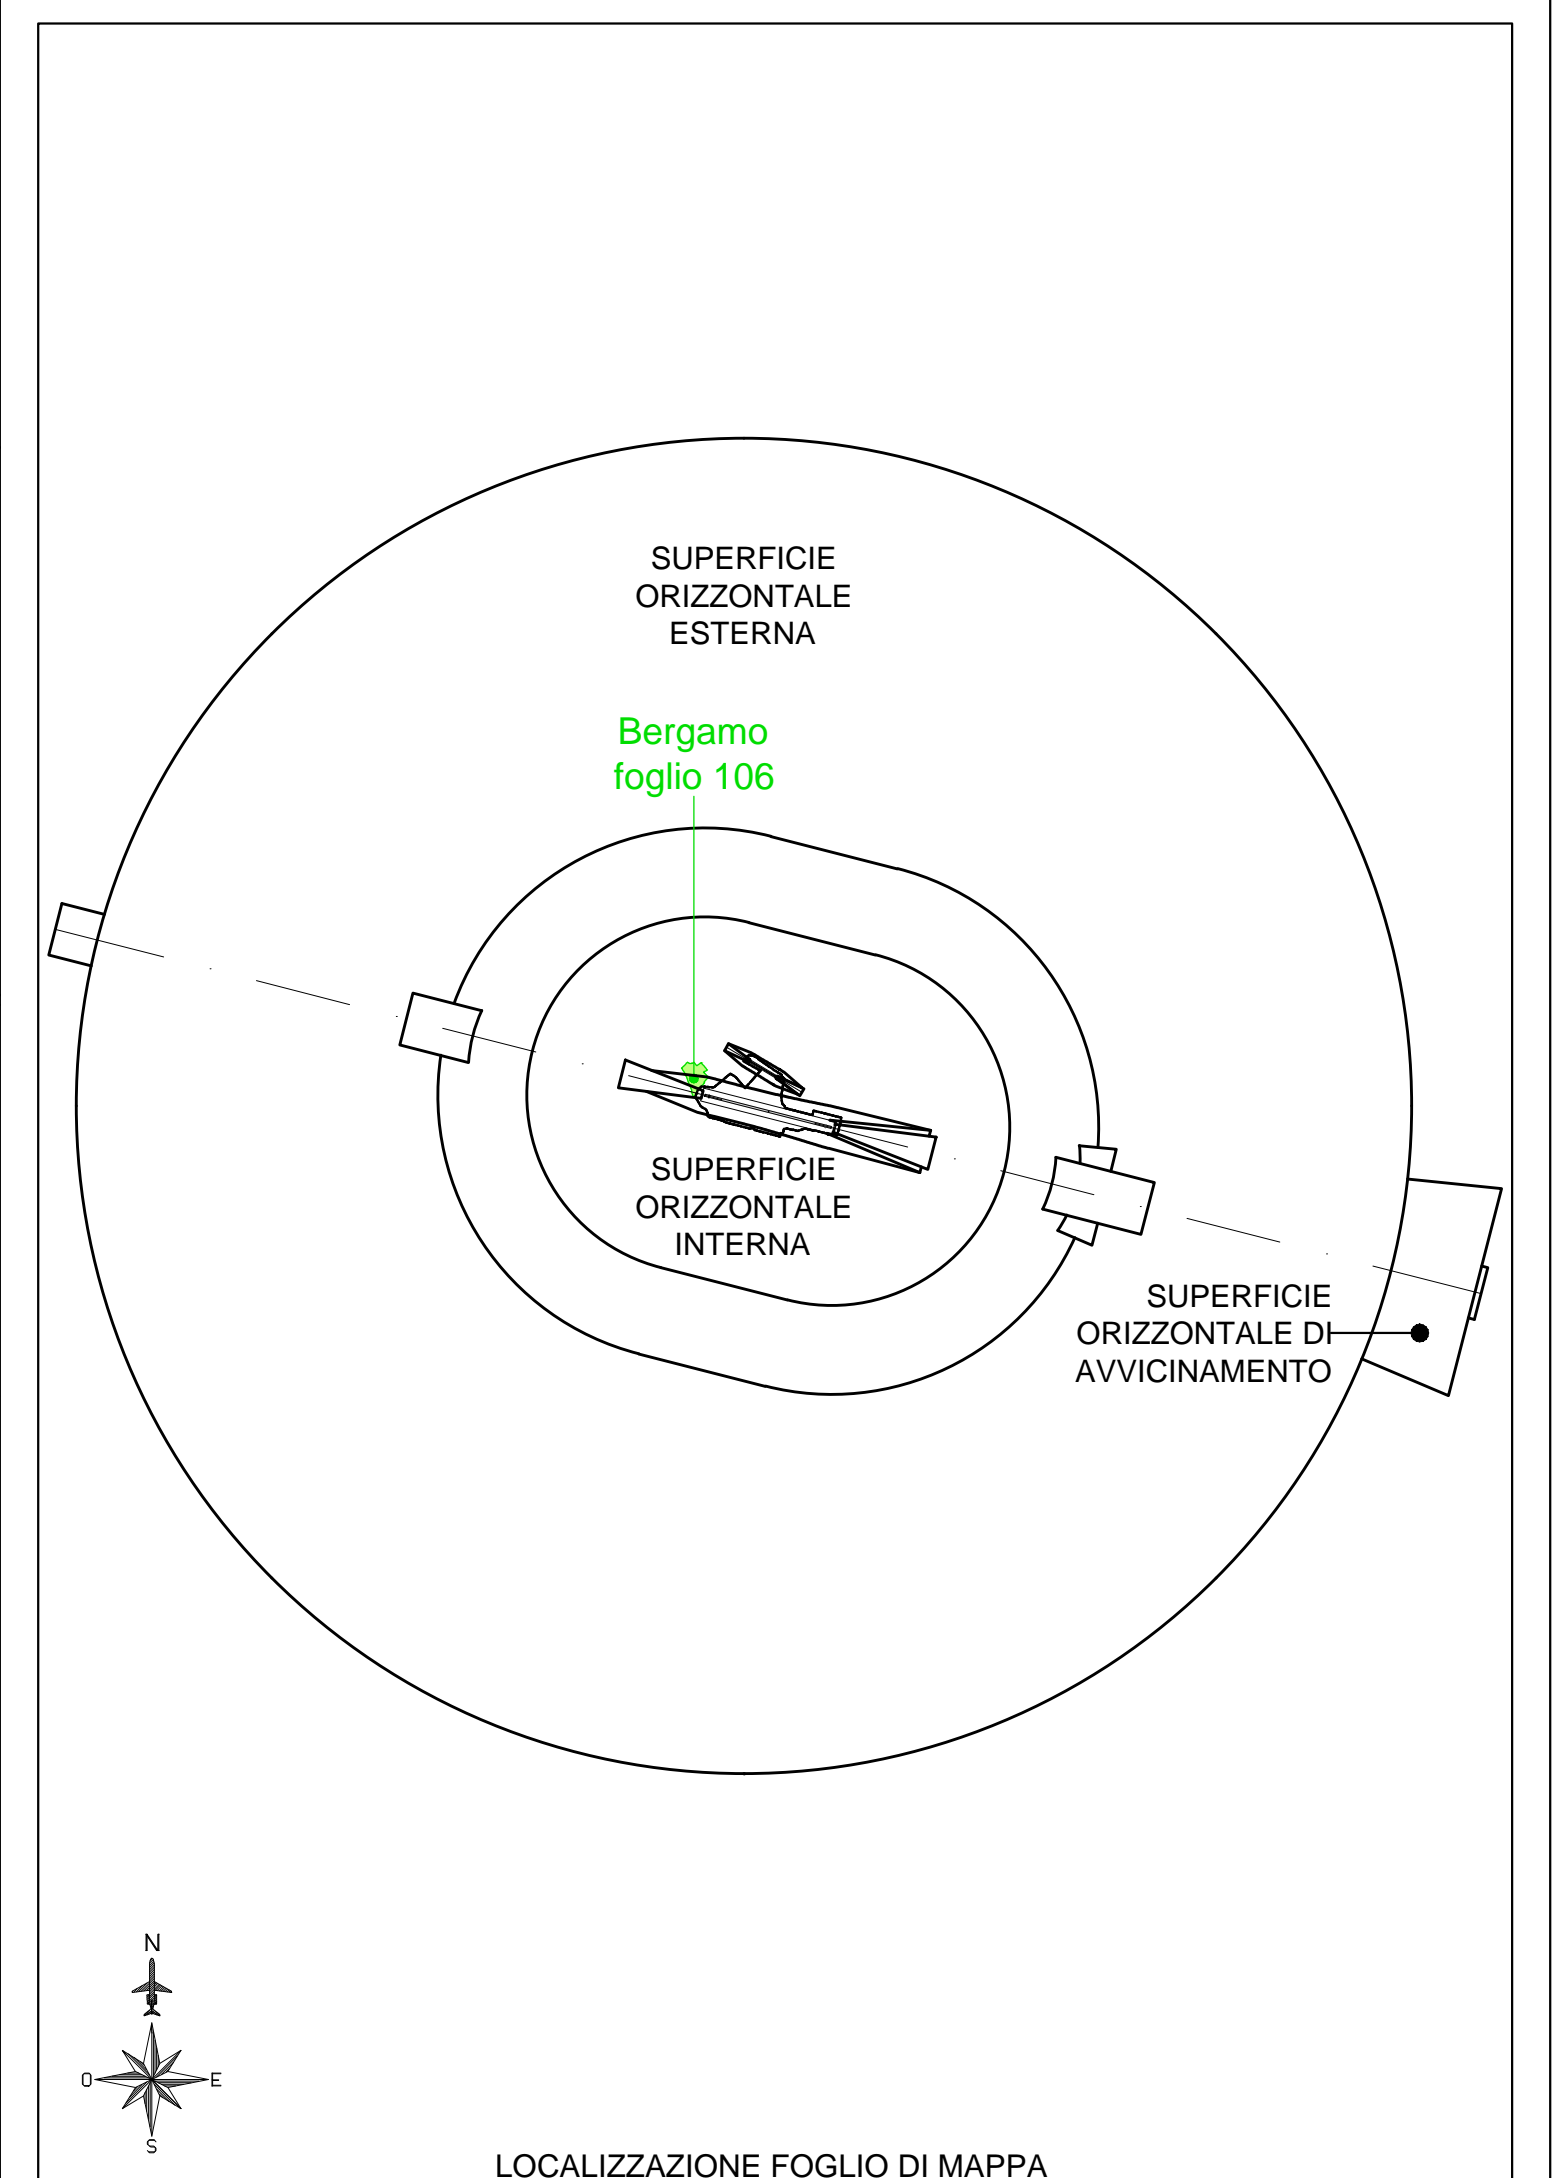 SUPERFICIE
ORIZZONTALE
ESTERNA
Bergamo
foglio 106
SUPERFICIE
ORIZZONTALE
INTERNA
SUPERFICIE
ORIZZONTALE DI
AVVICINAMENTO
N
O
E
S
LOCALIZZAZIONE FOGLIO DI MAPPA